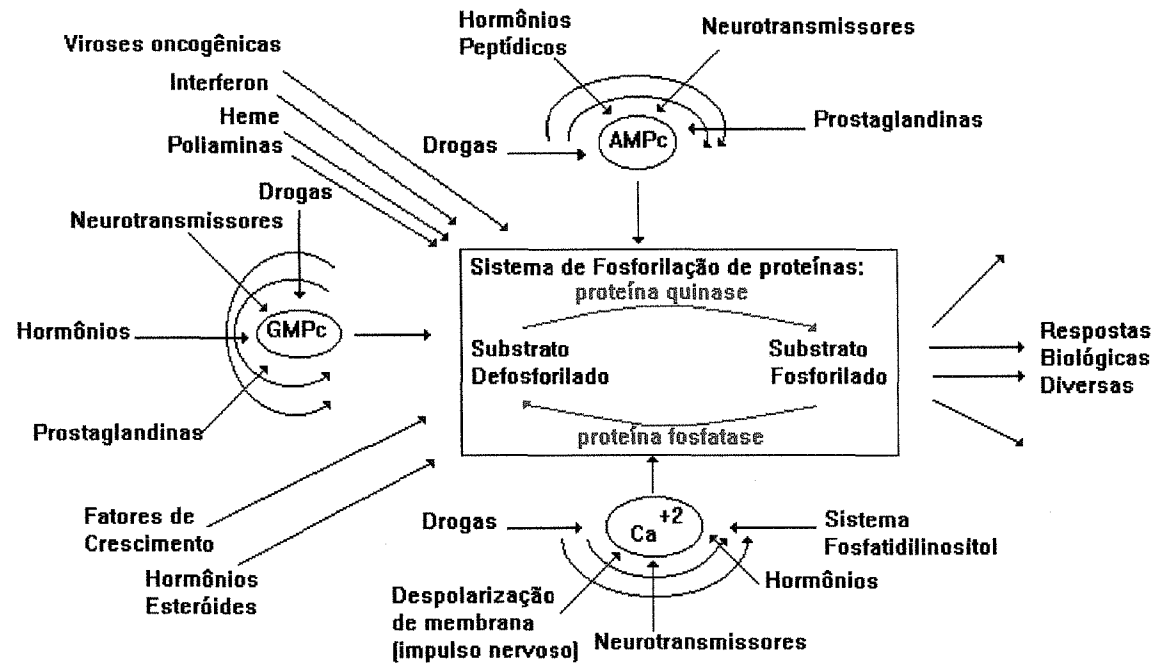 Viroses oncogênicas
Interferon
Heme
Poliaminas
Hormônios
Peptídicos
Neurotransmissores
Prostaglandinas
Drogas
AMPc
Drogas
Neurotransmissores
Hormônios
GMPc
Prostaglandinas
Sistema de Fosforilação de proteínas:
proteína quinase
Substrato
Defosforilado
Substrato
Fosforilado
proteína fosfatase
Respostas
Biológicas
Diversas
Fatores de
Crescimento
Hormônios
Esteróides
Drogas
Ca +2
Sistema
Fosfatidilinositol
Hormônios
Despolarização
de membrana
(impulso nervoso)
Neurotransmissores